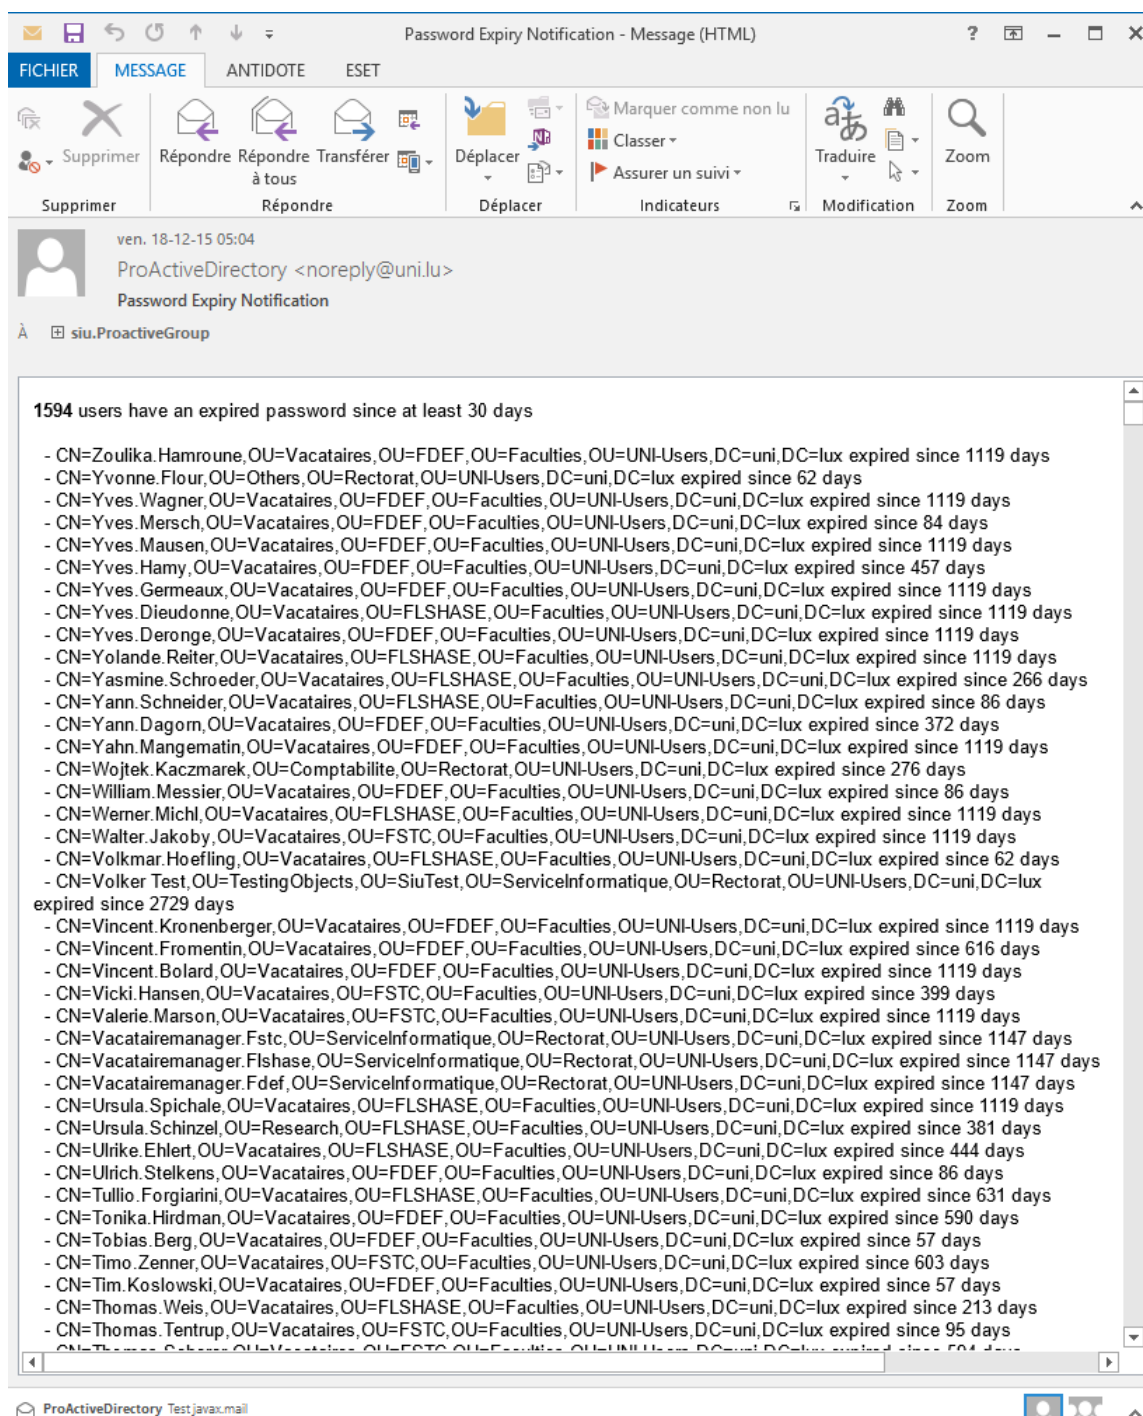 Password Expiry Notification - Message (HTML)
FICHIER MESSAGE ANTIDOTE ESET
Marquer comme non lu
Classer
Assurer un suivi
Supprimer Répondre Répondre à tous Transférer Déplacer Traduire Zoom
Supprimer Répondre Déplacer Indicateurs Modification Zoom
ven. 18-12-15 05:04
ProActiveDirectory <noreply@uni.lu>
Password Expiry Notification
À siu.ProactiveGroup
1594 users have an expired password since at least 30 days
- CN=Zoulika.Hamroune,OU=Vacataires,OU=FDEF,OU=Faculties,OU=UNI-Users,DC=uni,DC=lux expired since 1119 days
- CN=Yvonne.Flour,OU=Others,OU=Rectorat,OU=UNI-Users,DC=uni,DC=lux expired since 62 days
- CN=Yves.Wagner,OU=Vacataires,OU=FDEF,OU=Faculties,OU=UNI-Users,DC=uni,DC=lux expired since 1119 days
- CN=Yves.Mersch,OU=Vacataires,OU=FDEF,OU=Faculties,OU=UNI-Users,DC=uni,DC=lux expired since 84 days
- CN=Yves.Mausen,OU=Vacataires,OU=FDEF,OU=Faculties,OU=UNI-Users,DC=uni,DC=lux expired since 1119 days
- CN=Yves.Hamy,OU=Vacataires,OU=FDEF,OU=Faculties,OU=UNI-Users,DC=uni,DC=lux expired since 457 days
- CN=Yves.Germeaux,OU=Vacataires,OU=FDEF,OU=Faculties,OU=UNI-Users,DC=uni,DC=lux expired since 1119 days
- CN=Yves.Dieudonne,OU=Vacataires,OU=FLSHASE,OU=Faculties,OU=UNI-Users,DC=uni,DC=lux expired since 1119 days
- CN=Yves.Deronge,OU=Vacataires,OU=FDEF,OU=Faculties,OU=UNI-Users,DC=uni,DC=lux expired since 1119 days
- CN=Yolande.Reiter,OU=Vacataires,OU=FLSHASE,OU=Faculties,OU=UNI-Users,DC=uni,DC=lux expired since 1119 days
- CN=Yasmine.Schroeder,OU=Vacataires,OU=FLSHASE,OU=Faculties,OU=UNI-Users,DC=uni,DC=lux expired since 266 days
- CN=Yann.Schneider,OU=Vacataires,OU=FLSHASE,OU=Faculties,OU=UNI-Users,DC=uni,DC=lux expired since 86 days
- CN=Yann.Dagorn,OU=Vacataires,OU=FDEF,OU=Faculties,OU=UNI-Users,DC=uni,DC=lux expired since 372 days
- CN=Yahn.Mangematin,OU=Vacataires,OU=FDEF,OU=Faculties,OU=UNI-Users,DC=uni,DC=lux expired since 1119 days
- CN=Wojtek.Kaczmarek,OU=Comptabilite,OU=Rectorat,OU=UNI-Users,DC=uni,DC=lux expired since 276 days
- CN=William.Messier,OU=Vacataires,OU=FDEF,OU=Faculties,OU=UNI-Users,DC=uni,DC=lux expired since 86 days
- CN=Werner.Michl,OU=Vacataires,OU=FLSHASE,OU=Faculties,OU=UNI-Users,DC=uni,DC=lux expired since 1119 days
- CN=Walter.Jakoby,OU=Vacataires,OU=FSTC,OU=Faculties,OU=UNI-Users,DC=uni,DC=lux expired since 1119 days
- CN=Volkmar.Hoefling,OU=Vacataires,OU=FLSHASE,OU=Faculties,OU=UNI-Users,DC=uni,DC=lux expired since 62 days
- CN=Volker Test,OU=TestingObjects,OU=SiuTest,OU=ServiceInformatique,OU=Rectorat,OU=UNI-Users,DC=uni,DC=lux
expired since 2729 days
- CN=Vincent.Kronenberger,OU=Vacataires,OU=FDEF,OU=Faculties,OU=UNI-Users,DC=uni,DC=lux expired since 1119 days
- CN=Vincent.Fromentin,OU=Vacataires,OU=FDEF,OU=Faculties,OU=UNI-Users,DC=uni,DC=lux expired since 616 days
- CN=Vincent.Bolard,OU=Vacataires,OU=FDEF,OU=Faculties,OU=UNI-Users,DC=uni,DC=lux expired since 1119 days
- CN=Vicki.Hansen,OU=Vacataires,OU=FSTC,OU=Faculties,OU=UNI-Users,DC=uni,DC=lux expired since 399 days
- CN=Valerie.Marson,OU=Vacataires,OU=FSTC,OU=Faculties,OU=UNI-Users,DC=uni,DC=lux expired since 1119 days
- CN=Vacatairemanager.Fstc,OU=ServiceInformatique,OU=Rectorat,OU=UNI-Users,DC=uni,DC=lux expired since 1147 days
- CN=Vacatairemanager.Flshase,OU=ServiceInformatique,OU=Rectorat,OU=UNI-Users,DC=uni,DC=lux expired since 1147 days
- CN=Vacatairemanager.Fdef,OU=ServiceInformatique,OU=Rectorat,OU=UNI-Users,DC=uni,DC=lux expired since 1147 days
- CN=Ursula.Spichale,OU=Vacataires,OU=FLSHASE,OU=Faculties,OU=UNI-Users,DC=uni,DC=lux expired since 1119 days
- CN=Ursula.Schinzel,OU=Research,OU=FLSHASE,OU=Faculties,OU=UNI-Users,DC=uni,DC=lux expired since 381 days
- CN=Ulrike.Ehlert,OU=Vacataires,OU=FLSHASE,OU=Faculties,OU=UNI-Users,DC=uni,DC=lux expired since 444 days
- CN=Ulrich.Stelkens,OU=Vacataires,OU=FDEF,OU=Faculties,OU=UNI-Users,DC=uni,DC=lux expired since 86 days
- CN=Tullio.Forgiarini,OU=Vacataires,OU=FLSHASE,OU=Faculties,OU=UNI-Users,DC=uni,DC=lux expired since 631 days
- CN=Tonika.Hirdman,OU=Vacataires,OU=FDEF,OU=Faculties,OU=UNI-Users,DC=uni,DC=lux expired since 590 days
- CN=Tobias.Berg,OU=Vacataires,OU=FDEF,OU=Faculties,OU=UNI-Users,DC=uni,DC=lux expired since 57 days
- CN=Timo.Zenner,OU=Vacataires,OU=FSTC,OU=Faculties,OU=UNI-Users,DC=uni,DC=lux expired since 603 days
- CN=Tim.Koslowski,OU=Vacataires,OU=FDEF,OU=Faculties,OU=UNI-Users,DC=uni,DC=lux expired since 57 days
- CN=Thomas.Weis,OU=Vacataires,OU=FLSHASE,OU=Faculties,OU=UNI-Users,DC=uni,DC=lux expired since 213 days
- CN=Thomas.Tentrup,OU=Vacataires,OU=FSTC,OU=Faculties,OU=UNI-Users,DC=uni,DC=lux expired since 95 days
ProActiveDirectory Test javax.mail